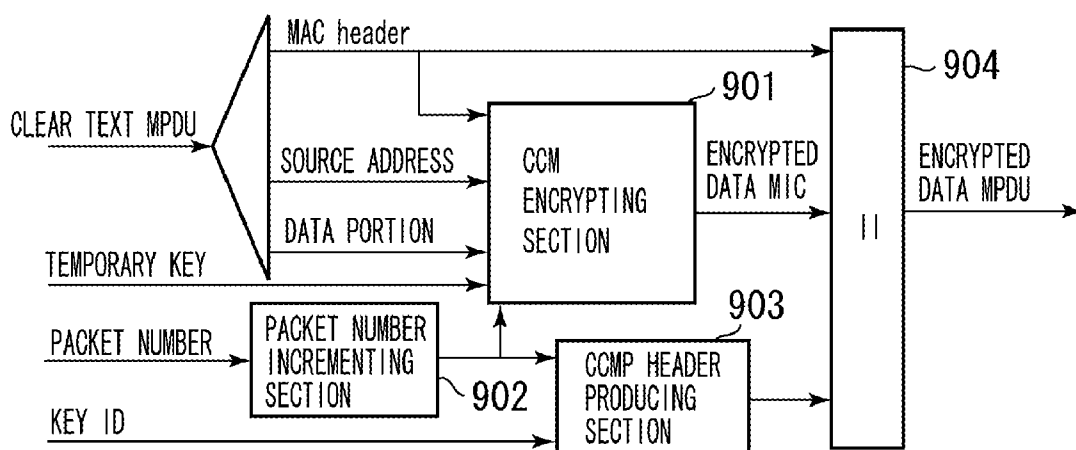 MAC header
904
901
CLEAR TEXT MPDU
SOURCE ADDRESS
CCM
ENCRYPTING
SECTION
ENCRYPTED
DATA MIC
ENCRYPTED
DATA MPDU
||
DATA PORTION
TEMPORARY KEY
903
PACKET NUMBER
PACKET NUMBER
INCREMENTING
SECTION
902
CCMP HEADER
PRODUCING
SECTION
KEY ID